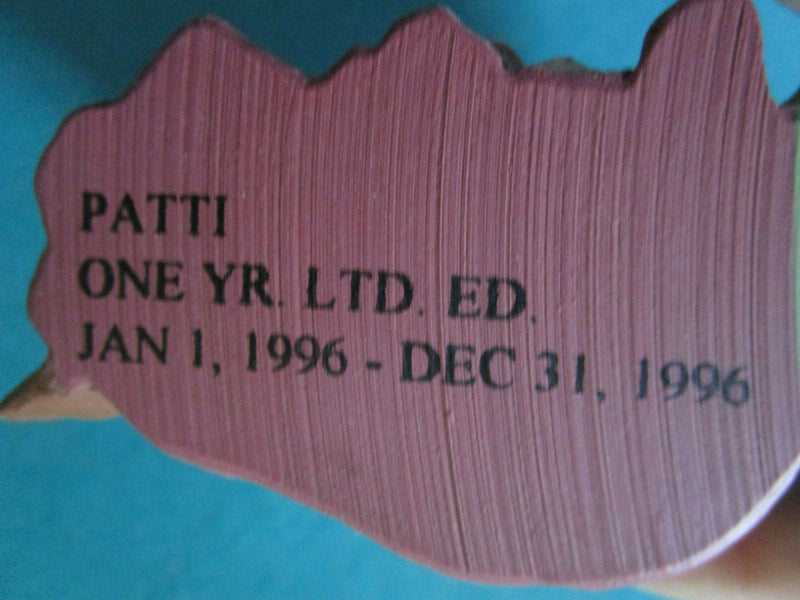 PATTI
ONE YR. LTD. ED.
JAN 1, 1996 - DEC 31, 1996